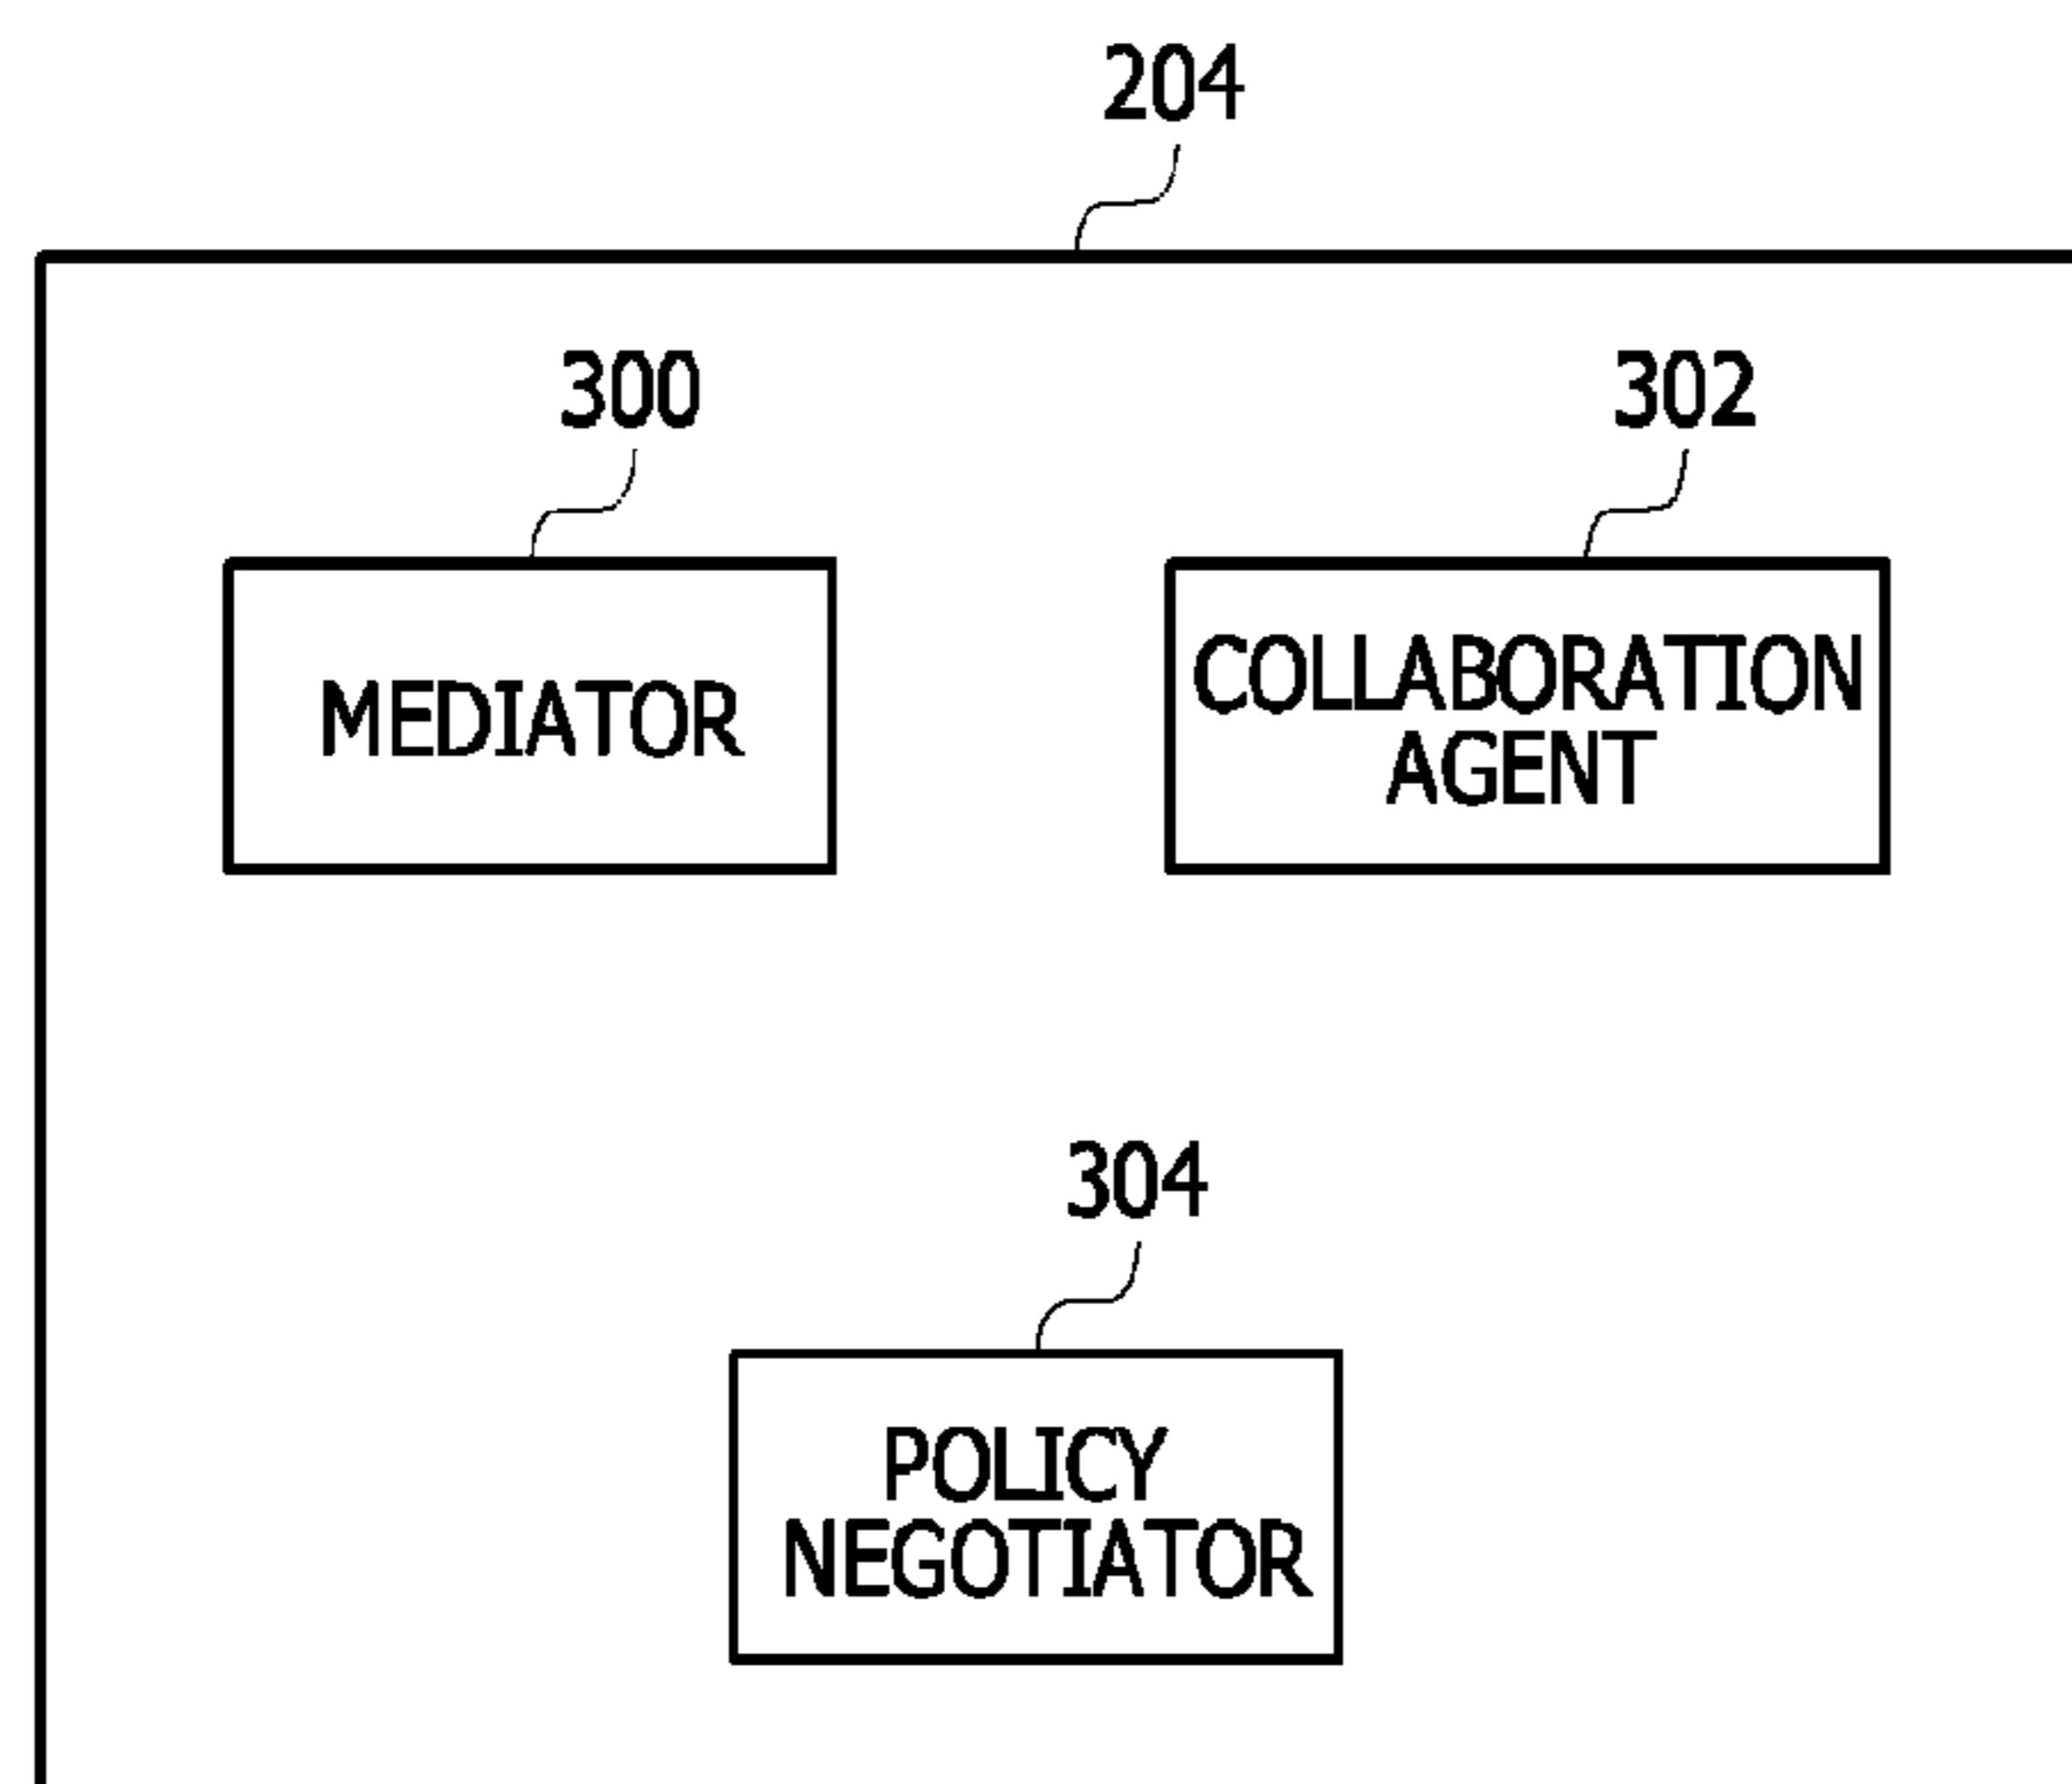 204
300
302
MEDIATOR
COLLABORATION
AGENT
304
POLICY
NEGOTIATOR